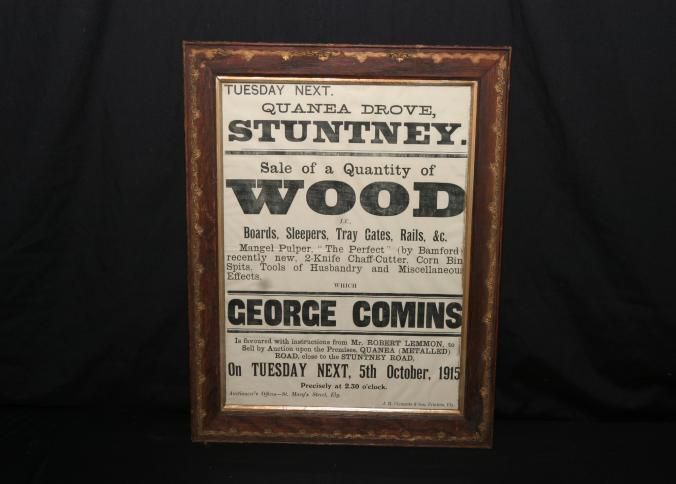 TUESDAY NEXT.
QUANEA DROVE,
STUNTNEY.
Sale of a Quantity of
WOOD
I.E.,
Boards, Sleepers, Tray Gates, Rails, &c.
Mangel Pulper, "The Perfect" (by Bamford)
recently new, 2-Knife Chaff-Cutter, Corn Bin
Spits, Tools of Husbandry and Miscellaneous
Effects.
WHICH
GEORGE COMINS
Is favoured with instructions from Mr. ROBERT LEMMON, to
Sell by Auction upon the Premises, QUANEA (METALLED)
ROAD, close to the STUNTNEY ROAD,
On TUESDAY NEXT, 5th October, 1915
Precisely at 2.30 o'clock.
Auctioneer's Offices—St. Mary's Street, Ely.
Clements & Son, Printers, Ely.